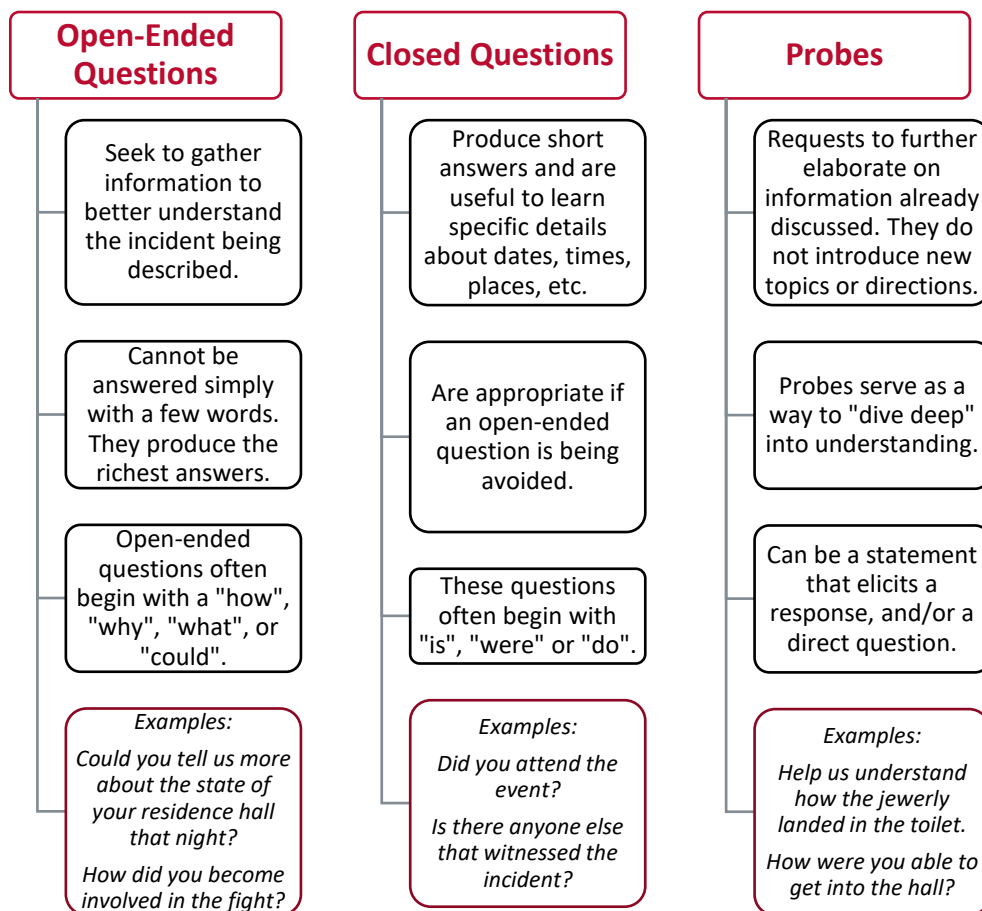 Open-Ended
Questions
Seek to gather
information to
better understand
the incident being
described.
Cannot be
answered simply
with a few words.
They produce the
richest answers.
Open-ended
questions often
begin with a "how",
"why", "what", or
"could".
Examples:
Could you tell us more
about the state of
your residence hall
that night?
How did you become
involved in the fight?
Closed Questions
Produce short
answers and are
useful to learn
specific details
about dates, times,
places, etc.
Are appropriate if
an open-ended
question is being
avoided.
These questions
often begin with
"is", "were" or "do".
Examples:
Did you attend the
event?
Is there anyone else
that witnessed the
incident?
Probes
Requests to further
elaborate on
information already
discussed. They do
not introduce new
topics or directions.
Probes serve as a
way to "dive deep"
into understanding.
Can be a statement
that elicits a
response, and/or a
direct question.
Examples:
Help us understand
how the jewerly
landed in the toilet.
How were you able to
get into the hall?